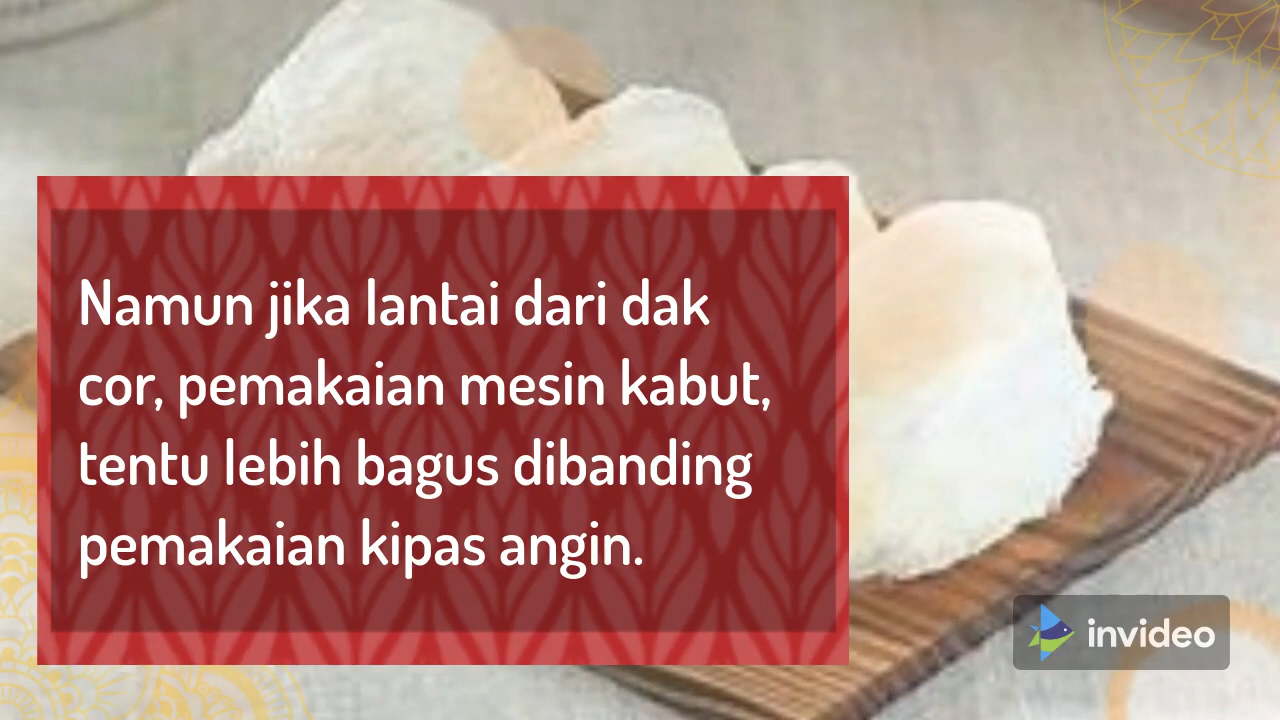 Namun jika lantai dari dak
cor, pemakaian mesin kabut,
tentu lebih bagus dibanding
pemakaian kipas angin.
invideo